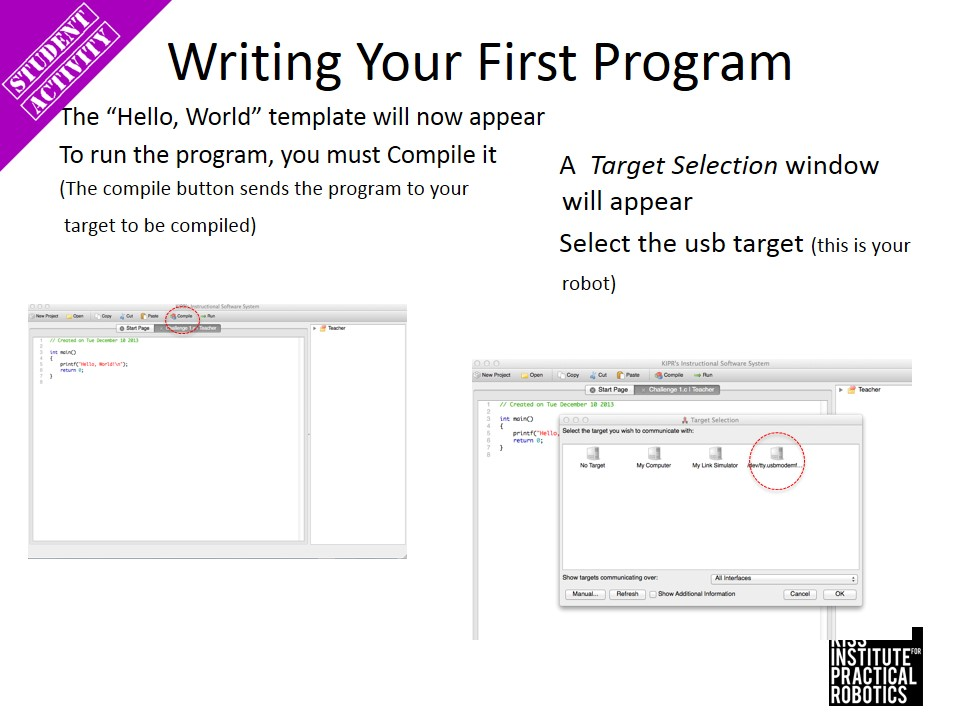 STUDENT
ACTIVITY
Writing Your First Program
The “Hello, World” template will now appear
To run the program, you must Compile it
(The compile button sends the program to your
target to be compiled)
A Target Selection window
will appear
Select the usb target (this is your
robot)
KIPR's Instructional Software System
New Project Open Copy Cut Paste Compile Run
Start Page Challenge 1.c | Teacher
Teacher
1 // Created on Tue December 10 2013
2
3 int main()
4 {
5 printf("Hello, World!\n");
6 return 0;
7 }
8
KIPR's Instructional Software System
New Project Open Copy Cut Paste Compile Run
Start Page Challenge 1.c | Teacher
Teacher
1 // Created on Tue December 10 2013
2
3 int main()
4 {
5 printf("Hello,
6 return 0;
7 }
8
Target Selection
Select the target you wish to communicate with:
No Target My Computer My Link Simulator /dev/tty.usbmodemf...
Show targets communicating over: All Interfaces
Manual... Refresh Show Additional Information Cancel OK
KISS
INSTITUTE FOR
PRACTICAL
ROBOTICS